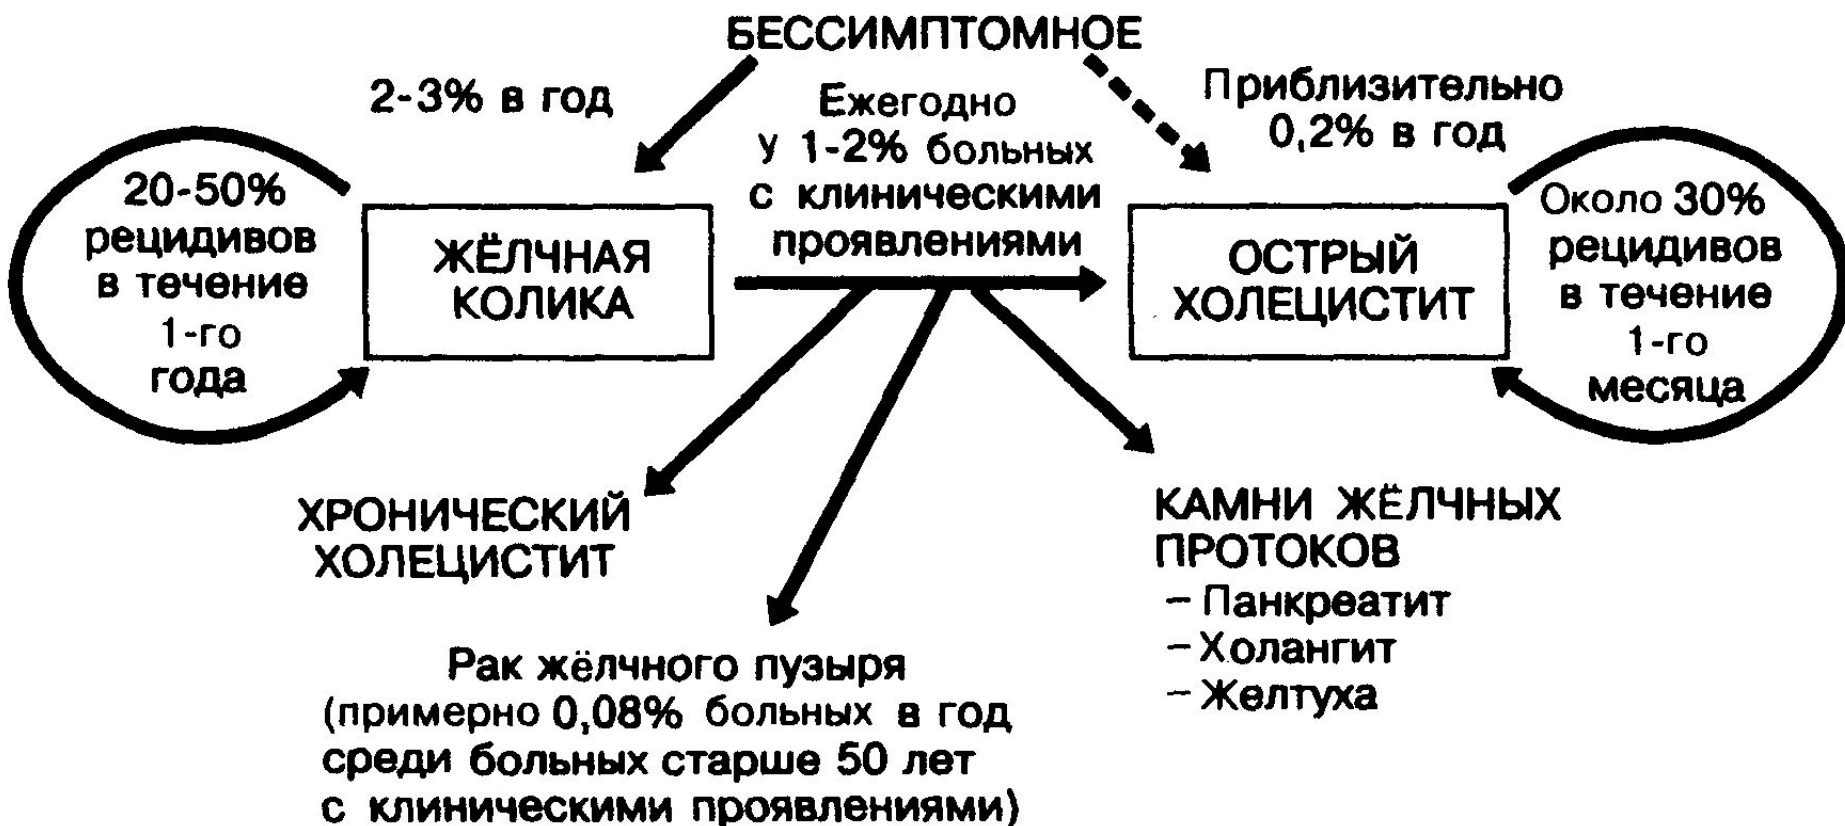 БЕССИМПТОМНОЕ
2-3% в год
Ежегодно
у 1-2% больных
с клиническими
проявлениями
Приблизительно
0,2% в год
20-50%
рецидивов
в течение
1-го
года
ЖЁЛЧНАЯ
КОЛИКА
ОСТРЫЙ
ХОЛЕЦИСТИТ
Около 30%
рецидивов
в течение
1-го
месяца
ХРОНИЧЕСКИЙ
ХОЛЕЦИСТИТ
Рак жёлчного пузыря
(примерно 0,08% больных в год
среди больных старше 50 лет
с клиническими проявлениями)
КАМНИ ЖЁЛЧНЫХ
ПРОТОКОВ
– Панкреатит
– Холангит
– Желтуха